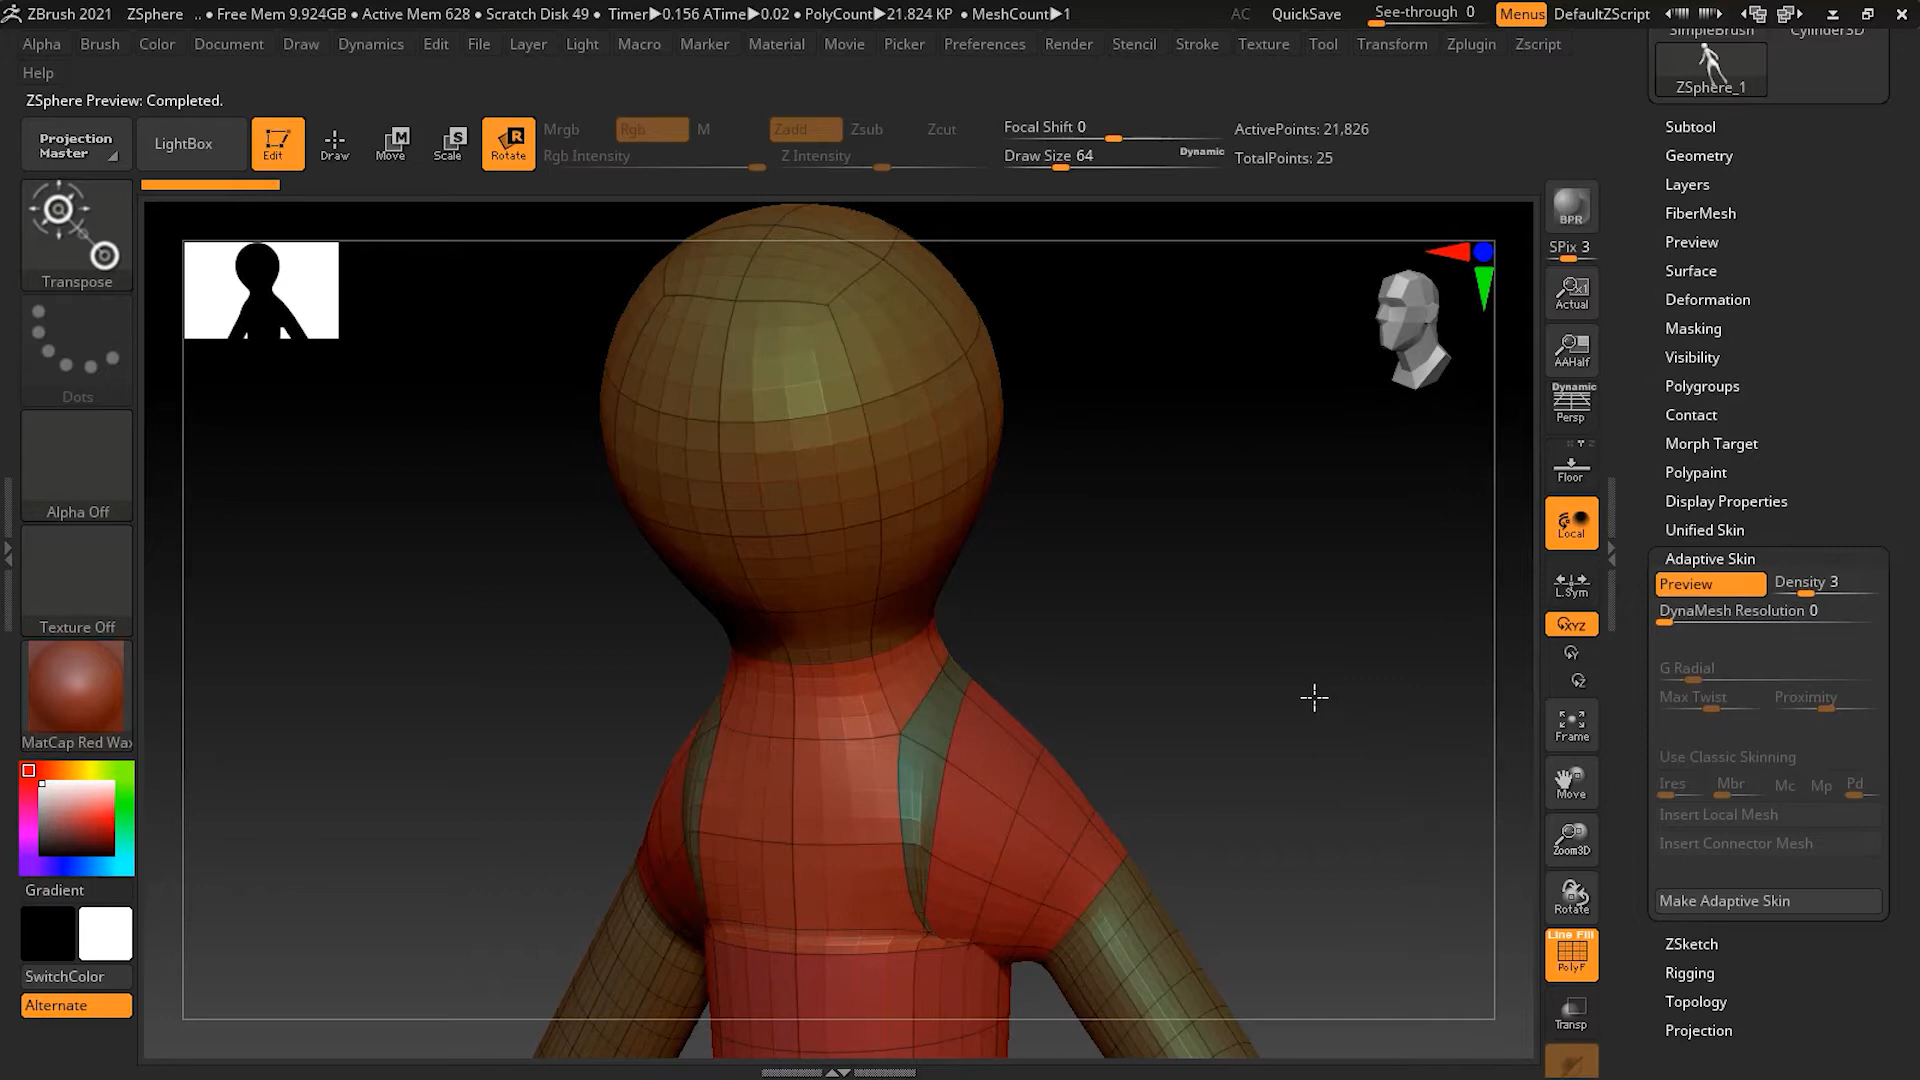 ZBrush 2021 ZSphere .. ● Free Mem 9.924GB ● Active Mem 628 ● Scratch Disk 49 ● Timer▶0.156 ATime▶0.02 ● PolyCount▶21.824 KP ● MeshCount▶1 AC QuickSave See-through 0 Menus DefaultZScript
Alpha Brush Color Document Draw Dynamics Edit File Layer Light Macro Marker Material Movie Picker Preferences Render Stencil Stroke Texture Tool Transform Zplugin Zscript
Help
ZSphere Preview: Completed.
Projection Master
LightBox
Edit
Draw
M
Move
S
Scale
R
Rotate
Mrgb Rgb M
Rgb Intensity
Zadd Zsub Zcut
Z Intensity
Focal Shift 0
Draw Size 64
Dynamic
ActivePoints: 21,826
TotalPoints: 25
Transpose
Dots
Alpha Off
Texture Off
MatCap Red Wax
Gradient
SwitchColor
Alternate
BPR
SPix 3
x1
Actual
AAHalf
Dynamic
Persp
Floor
Local
L.Sym
XYZ
Y
Z
Frame
Move
Zoom3D
Rotate
Line Fill
PolyF
Transp
SimpleBrush Cylinder3D
ZSphere_1
Subtool
Geometry
Layers
FiberMesh
Preview
Surface
Deformation
Masking
Visibility
Polygroups
Contact
Morph Target
Polypaint
Display Properties
Unified Skin
Adaptive Skin
Preview Density 3
DynaMesh Resolution 0
G Radial
Max Twist Proximity
Use Classic Skinning
Ires Mbr Mc Mp Pd
Insert Local Mesh
Insert Connector Mesh
Make Adaptive Skin
ZSketch
Rigging
Topology
Projection